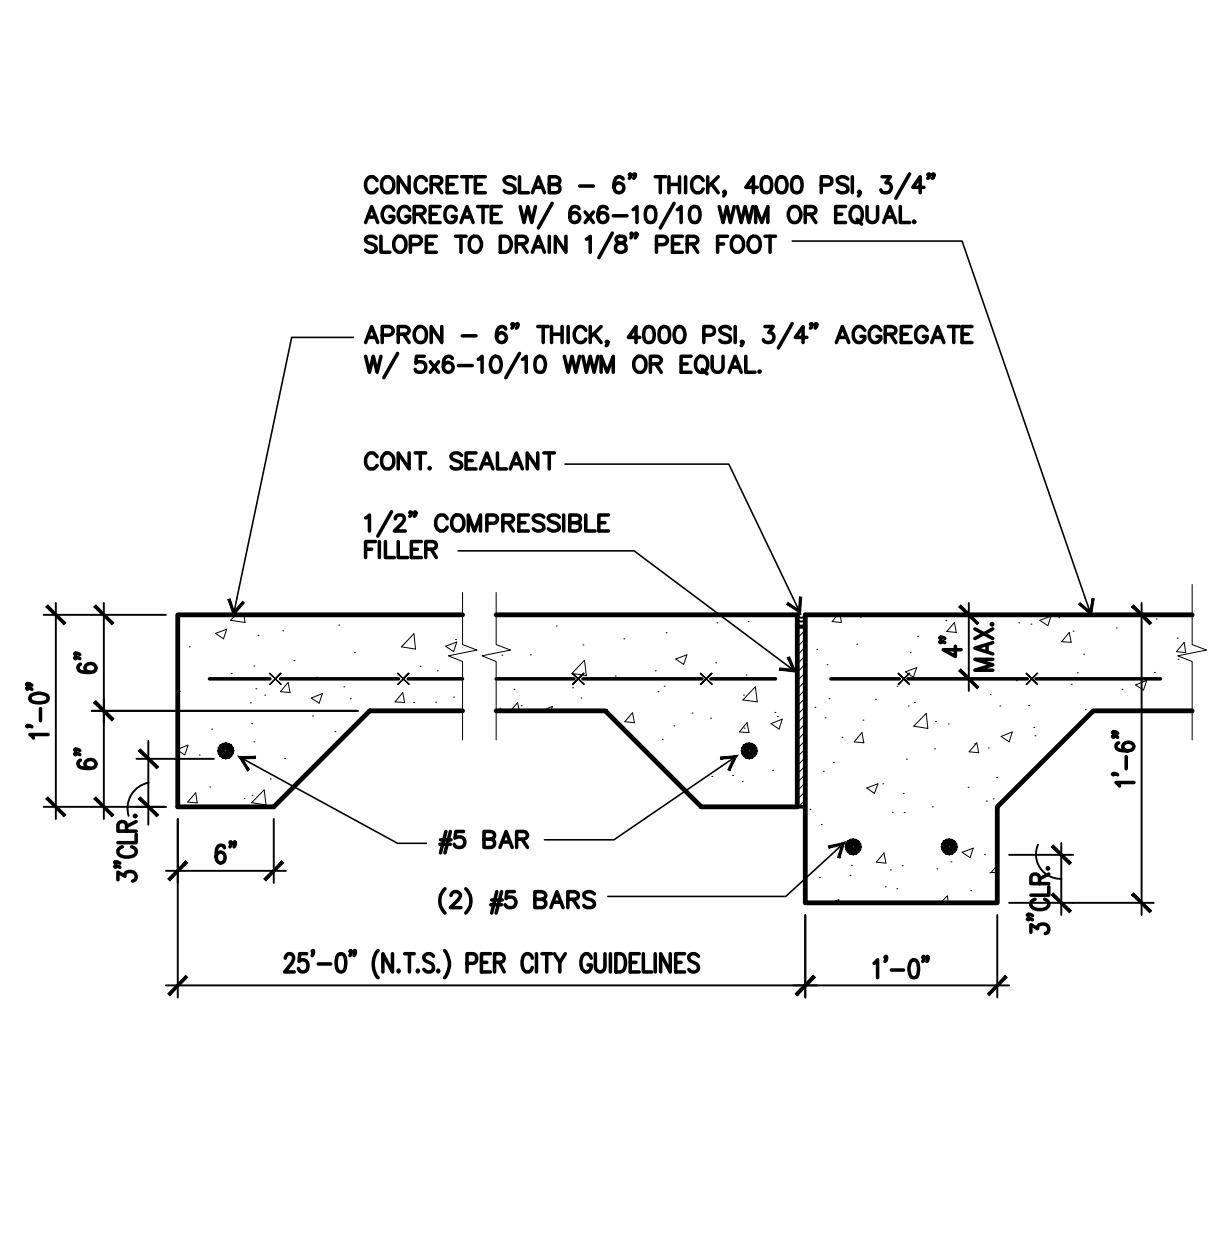 CONCRETE SLAB – 6” THICK, 4000 PSI, 3/4”
AGGREGATE W/ 6x6–10/10 WWM OR EQUAL.
SLOPE TO DRAIN 1/8” PER FOOT
APRON – 6” THICK, 4000 PSI, 3/4” AGGREGATE
W/ 5x6–10/10 WWM OR EQUAL.
CONT. SEALANT
1/2” COMPRESSIBLE
FILLER
1'–0”
6”
6”
3”CLR.
6”
4”
MAX.
1'–6”
3”CLR.
#5 BAR
(2) #5 BARS
25'–0” (N.T.S.) PER CITY GUIDELINES
1'–0”